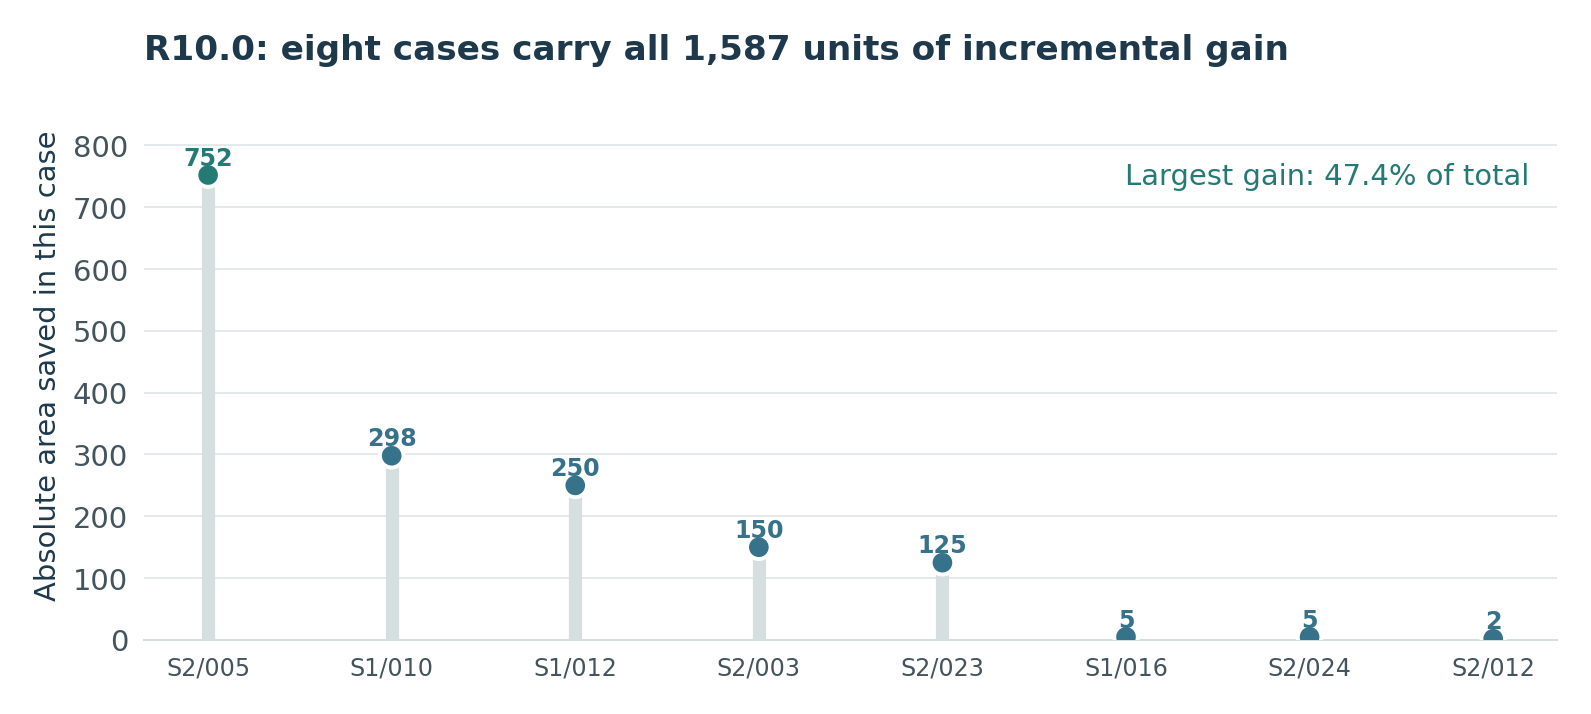 R10.0: eight cases carry all 1,587 units of incremental gain
Absolute area saved in this case
800
700
600
500
400
300
200
100
0
Largest gain: 47.4% of total
752
298
250
150
125
5
5
2
S2/005
S1/010
S1/012
S2/003
S2/023
S1/016
S2/024
S2/012